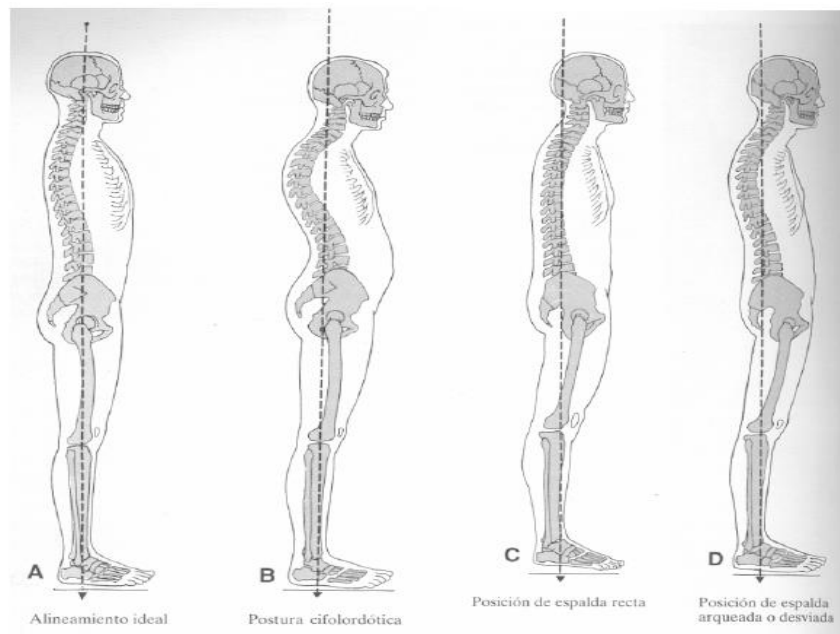 A
Alineamiento ideal
B
Postura cifolordótica
C
Posición de espalda recta
D
Posición de espalda
arqueada o desviada